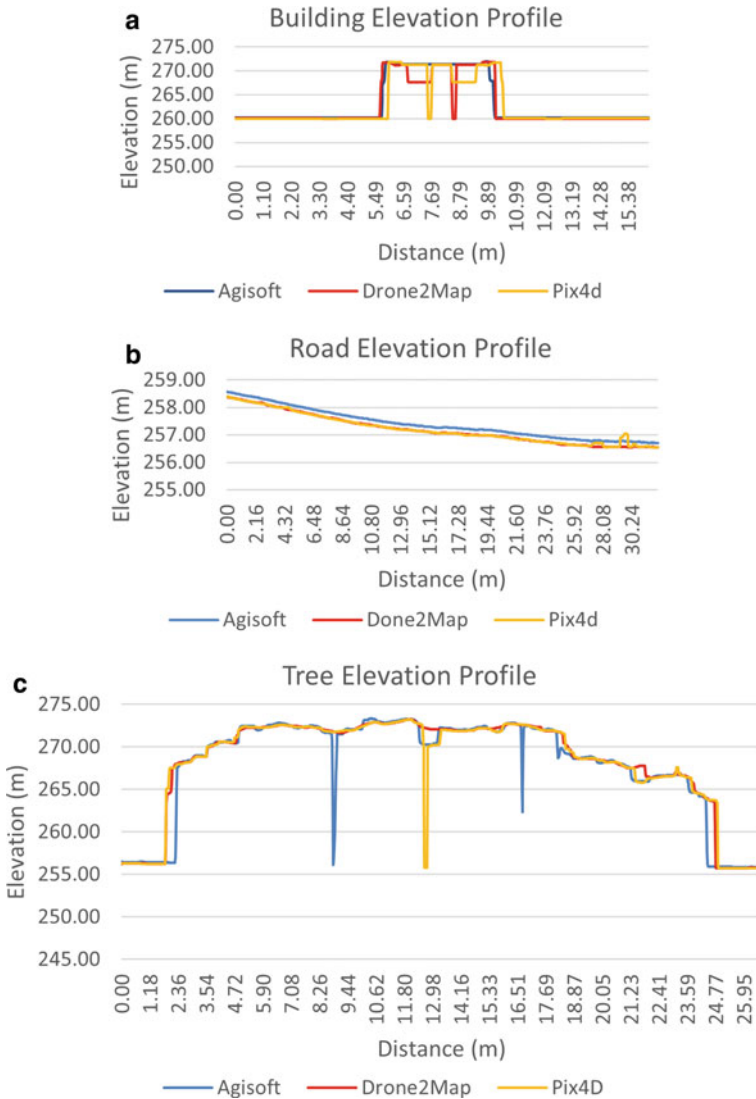 a
Building Elevation Profile
Elevation (m)
275.00
270.00
265.00
260.00
255.00
250.00
0.00 1.10 2.20 3.30 4.40 5.49 6.59 7.69 8.79 9.89 10.99 12.09 13.19 14.28 15.38
Distance (m)
Agisoft Drone2Map Pix4d
b
Road Elevation Profile
Elevation (m)
259.00
258.00
257.00
256.00
255.00
0.00 2.16 4.32 6.48 8.64 10.80 12.96 15.12 17.28 19.44 21.60 23.76 25.92 28.08 30.24
Distance (m)
Agisoft Done2Map Pix4d
c
Tree Elevation Profile
Elevation (m)
275.00
270.00
265.00
260.00
255.00
250.00
245.00
0.00 1.18 2.36 3.54 4.72 5.90 7.08 8.26 9.44 10.62 11.80 12.98 14.16 15.33 16.51 17.69 18.87 20.05 21.23 22.41 23.59 24.77 25.95
Distance (m)
Agisoft Drone2Map Pix4D